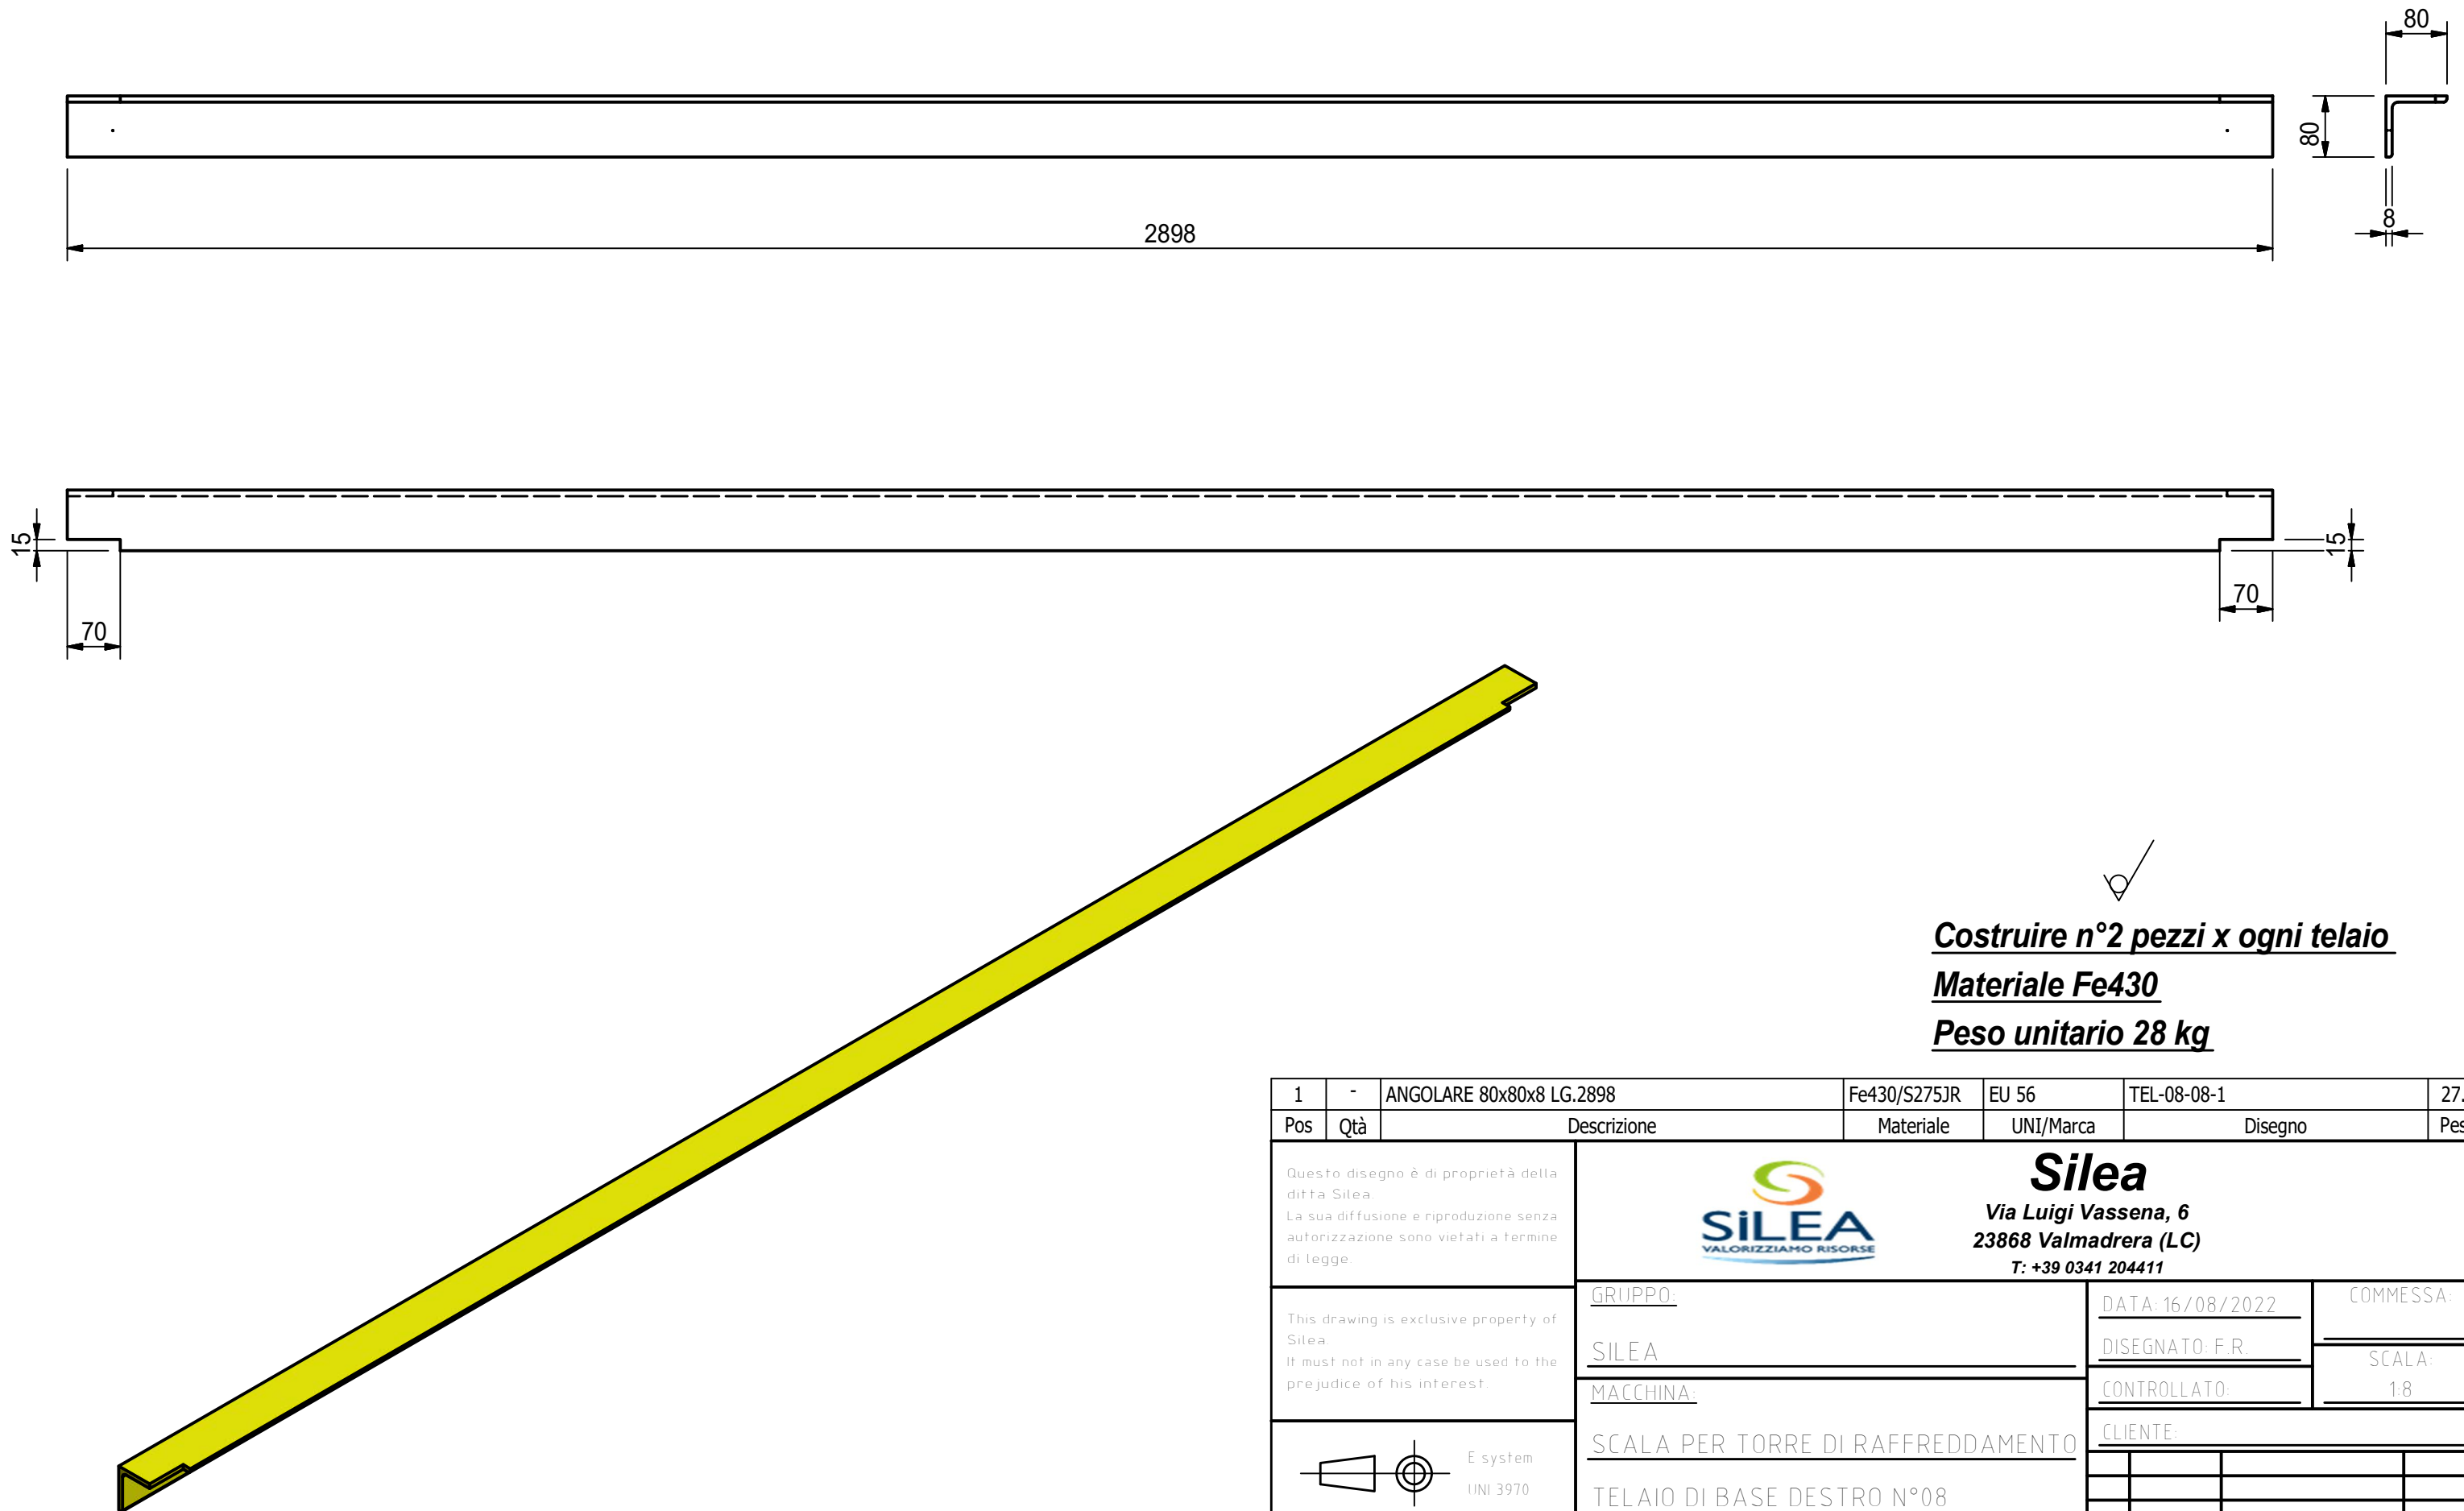 80
80
8
2898
15
15
70
70
Costruire n°2 pezzi x ogni telaio
Materiale Fe430
Peso unitario 28 kg
1 - ANGOLARE 80x80x8 LG.2898 Fe430/S275JR EU 56 TEL-08-08-1 27.
Pos Qtà Descrizione Materiale UNI/Marca Disegno
Questo disegno è di proprietà della
ditta Silea.
La sua diffusione e riproduzione senza
autorizzazione sono vietati a termine
di legge.
SiLEA
VALORIZZIAMO RISORSE
Silea
Via Luigi Vassena, 6
23868 Valmadrera (LC)
T: +39 0341 204411
This drawing is exclusive property of
Silea
It must not in any case be used to the
prejudice of his interest.
E system
UNI 3970
GRUPPO:
SILEA
MACCHINA:
SCALA PER TORRE DI RAFFREDDAMENTO
TELAIO DI BASE DESTRO N°08
DATA: 16/08/2022
DISEGNATO: F.R.
CONTROLLATO:
COMMESSA:
SCALA:
1:8
CLIENTE: